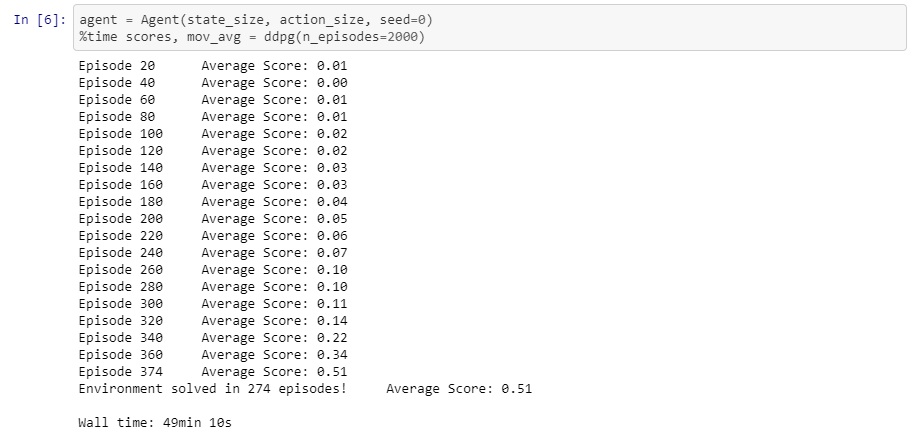 In [6]: agent = Agent(state_size, action_size, seed=0)
%time scores, mov_avg = ddpg(n_episodes=2000)
Episode 20 Average Score: 0.01
Episode 40 Average Score: 0.00
Episode 60 Average Score: 0.01
Episode 80 Average Score: 0.01
Episode 100 Average Score: 0.02
Episode 120 Average Score: 0.02
Episode 140 Average Score: 0.03
Episode 160 Average Score: 0.03
Episode 180 Average Score: 0.04
Episode 200 Average Score: 0.05
Episode 220 Average Score: 0.06
Episode 240 Average Score: 0.07
Episode 260 Average Score: 0.10
Episode 280 Average Score: 0.10
Episode 300 Average Score: 0.11
Episode 320 Average Score: 0.14
Episode 340 Average Score: 0.22
Episode 360 Average Score: 0.34
Episode 374 Average Score: 0.51
Environment solved in 274 episodes! Average Score: 0.51
Wall time: 49min 10s